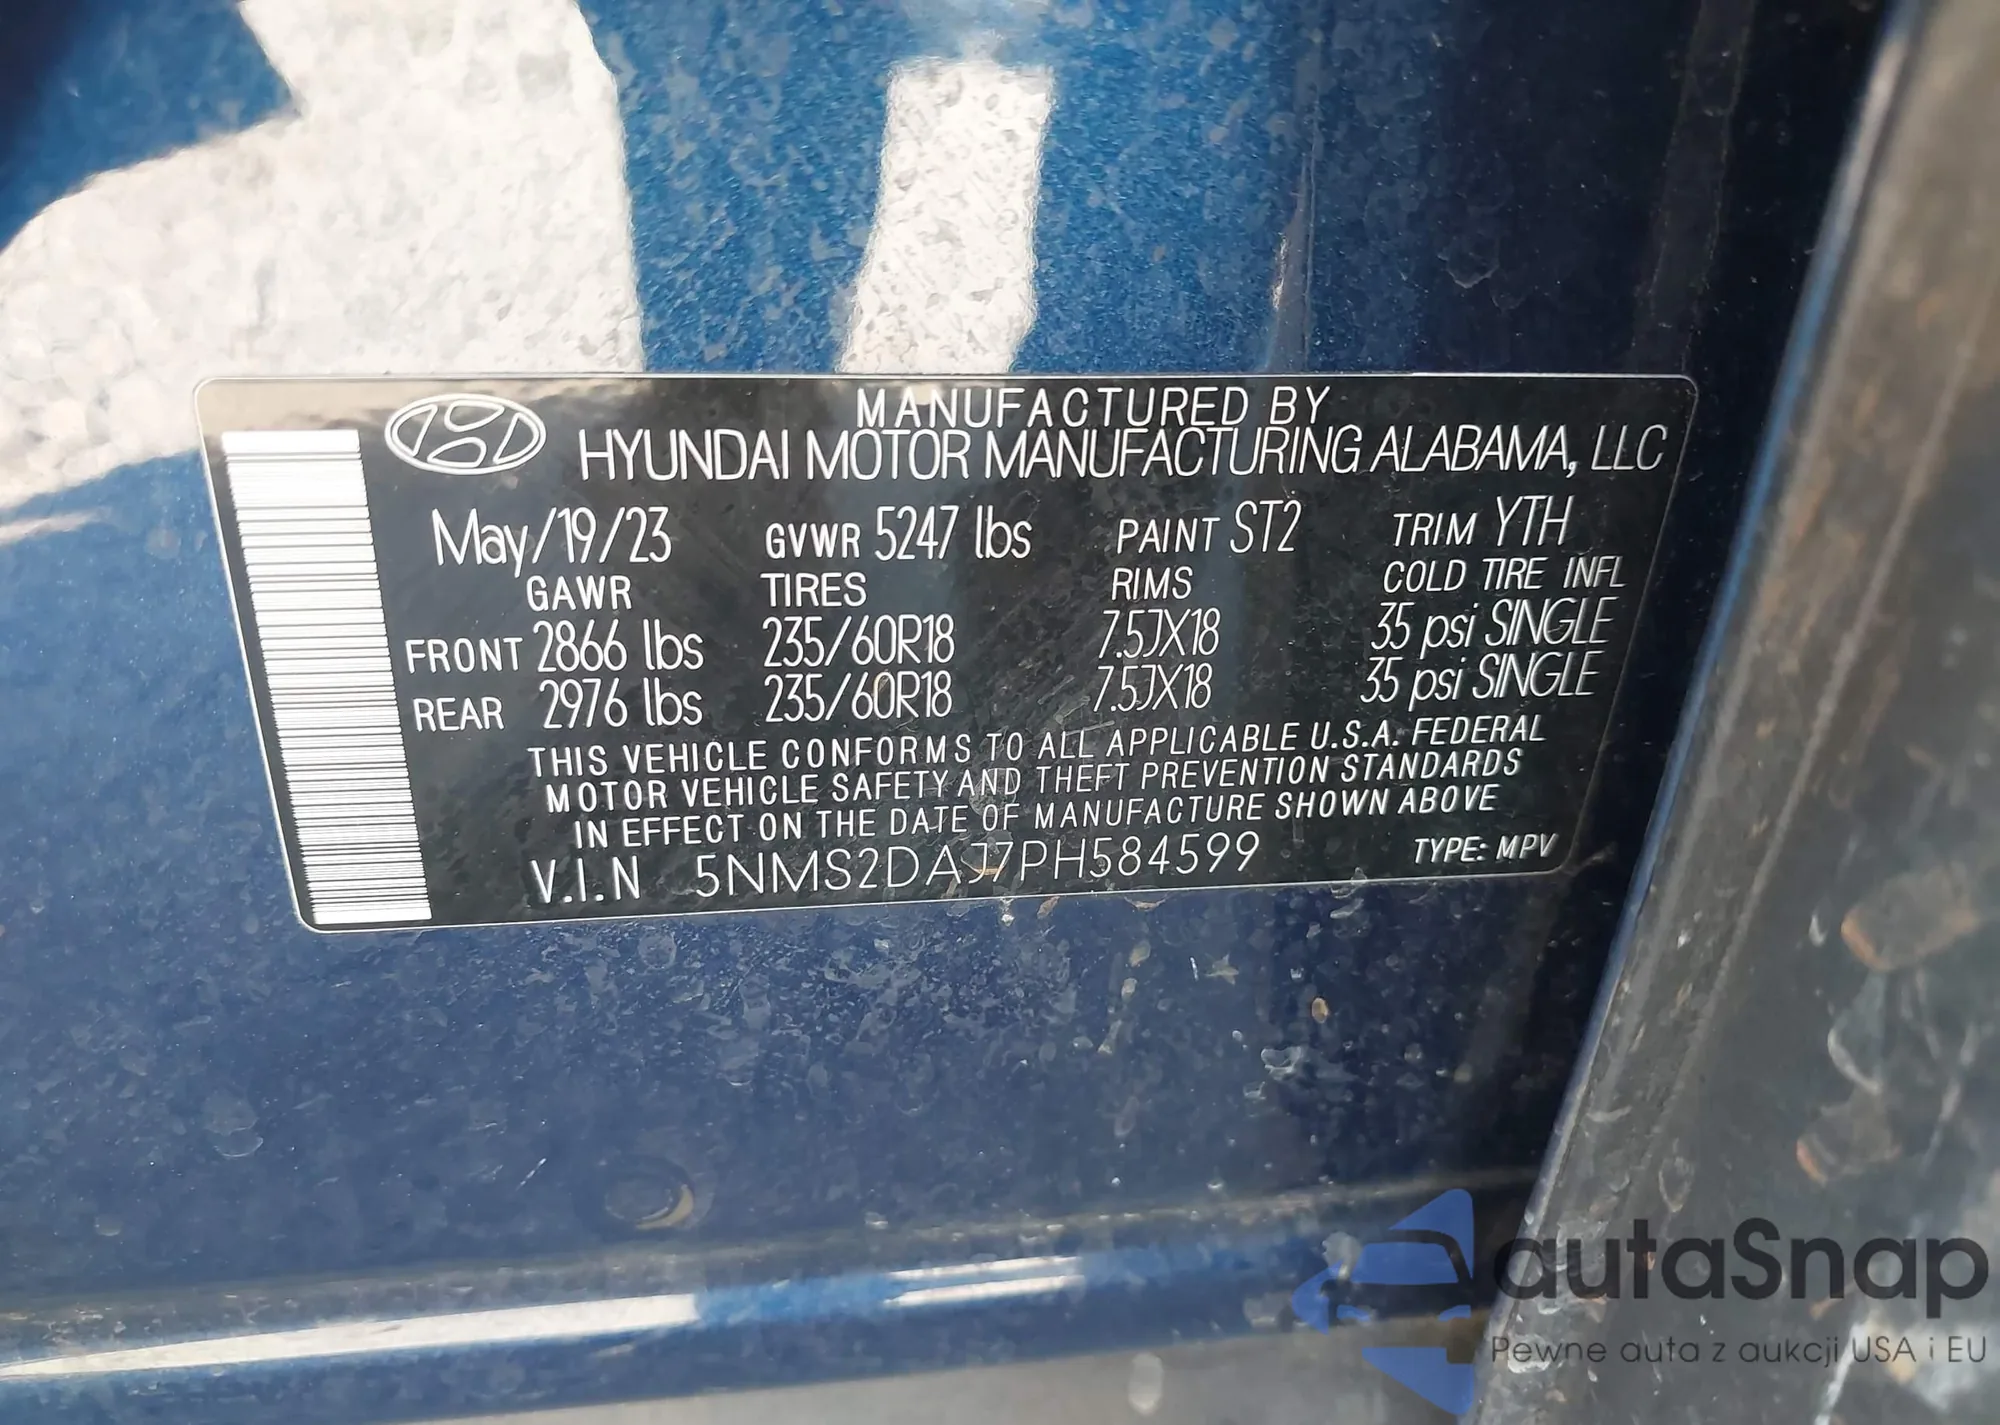 MANUFACTURED BY
HYUNDAI MOTOR MANUFACTURING ALABAMA, LLC
May/19/23 GVWR 5247 lbs PAINT ST2 TRIM YTH
GAWR TIRES RIMS COLD TIRE INFL
FRONT 2866 lbs 235/60R18 7.5JX18 35 psi SINGLE
REAR 2976 lbs 235/60R18 7.5JX18 35 psi SINGLE
THIS VEHICLE CONFORMS TO ALL APPLICABLE U.S.A. FEDERAL
MOTOR VEHICLE SAFETY AND THEFT PREVENTION STANDARDS
IN EFFECT ON THE DATE OF MANUFACTURE SHOWN ABOVE
V.I.N 5NMS2DAJ7PH584599 TYPE: MPV
autaSnap
Pewne auta z aukcji USA i EU